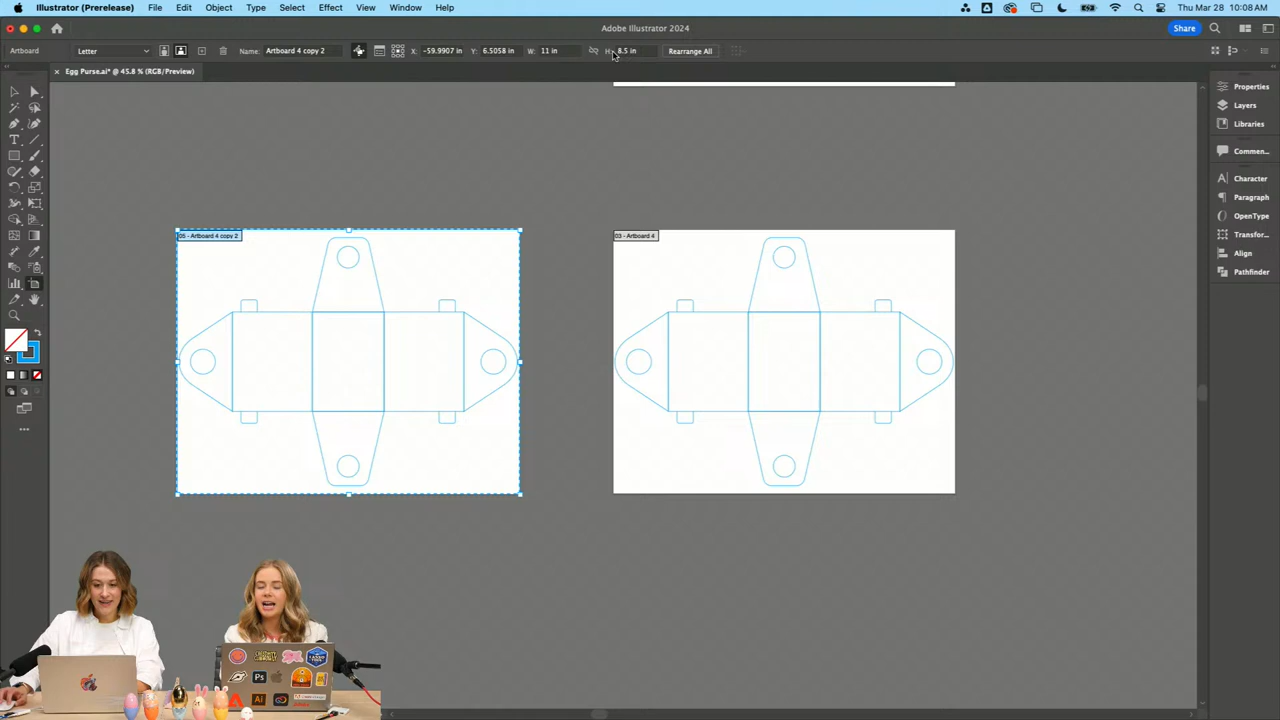 Illustrator (Prerelease) File Edit Object Type Select Effect View Window Help
Thu Mar 28 10:08 AM
Adobe Illustrator 2024
Share
Artboard Letter Name: Artboard 4 copy 2 X: -59.9907 in Y: 6.5058 in W: 11 in H: 8.5 in Rearrange All
× Egg Purse.ai* @ 45.8 % (RGB/Preview)
Properties
Layers
Libraries
Commen...
Character
Paragraph
OpenType
Transfor...
Align
Pathfinder
05 - Artboard 4 copy 2
03 - Artboard 4
Ps
Ai